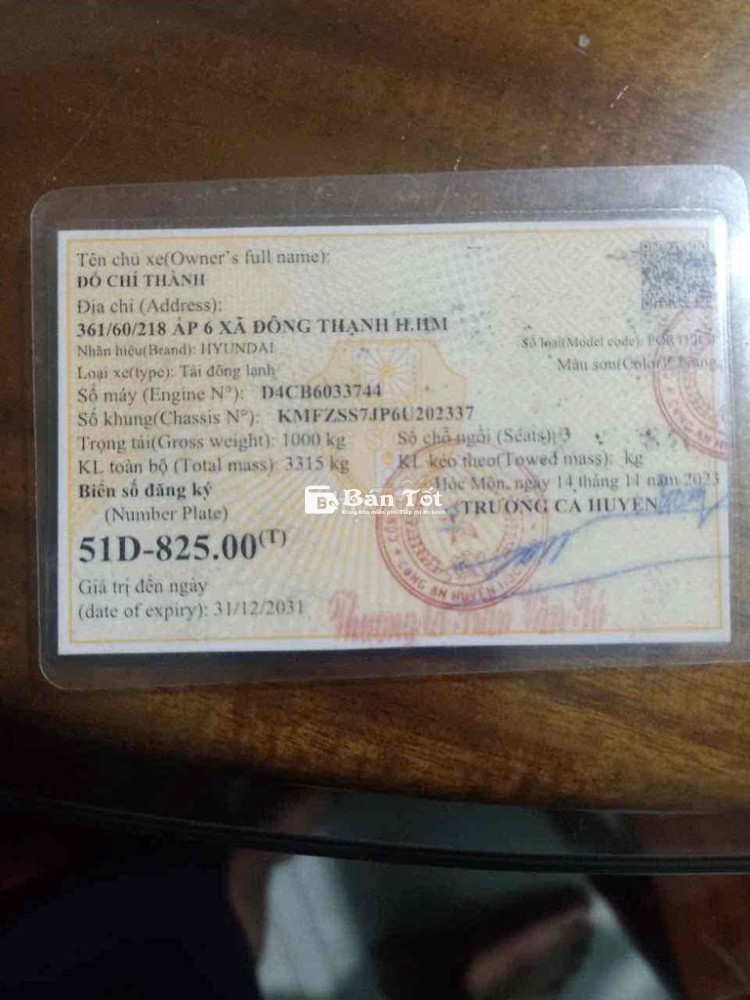 Tên chủ xe(Owner's full name):
ĐỖ CHÍ THÀNH
Địa chỉ (Address):
361/60/218 ẤP 6 XÃ ĐÔNG THẠNH H.HM
Nhãn hiệu(Brand): HYUNDAI
Số loại(Model code):
Loại xe(type): Tải đông lạnh
Màu sơn(Color):
Số máy (Engine N°): D4CB6033744
Số khung(Chassis N°): KMFZSS7JP6U202337
Trọng tải(Gross weight): 1000 kg
Số chỗ ngồi (Seats): 3
KL toàn bộ (Total mass): 3315 kg
KL kéo theo(Towed mass): kg
Biển số đăng ký
Hóc Môn, ngày 14 tháng 11 năm 2023
(Number Plate)
TRƯỞNG CA HUYỆN
Bán Tốt
51D-825.00(T)
Giá trị đến ngày
(date of expiry): 31/12/2031
CÔNG AN HUYỆN